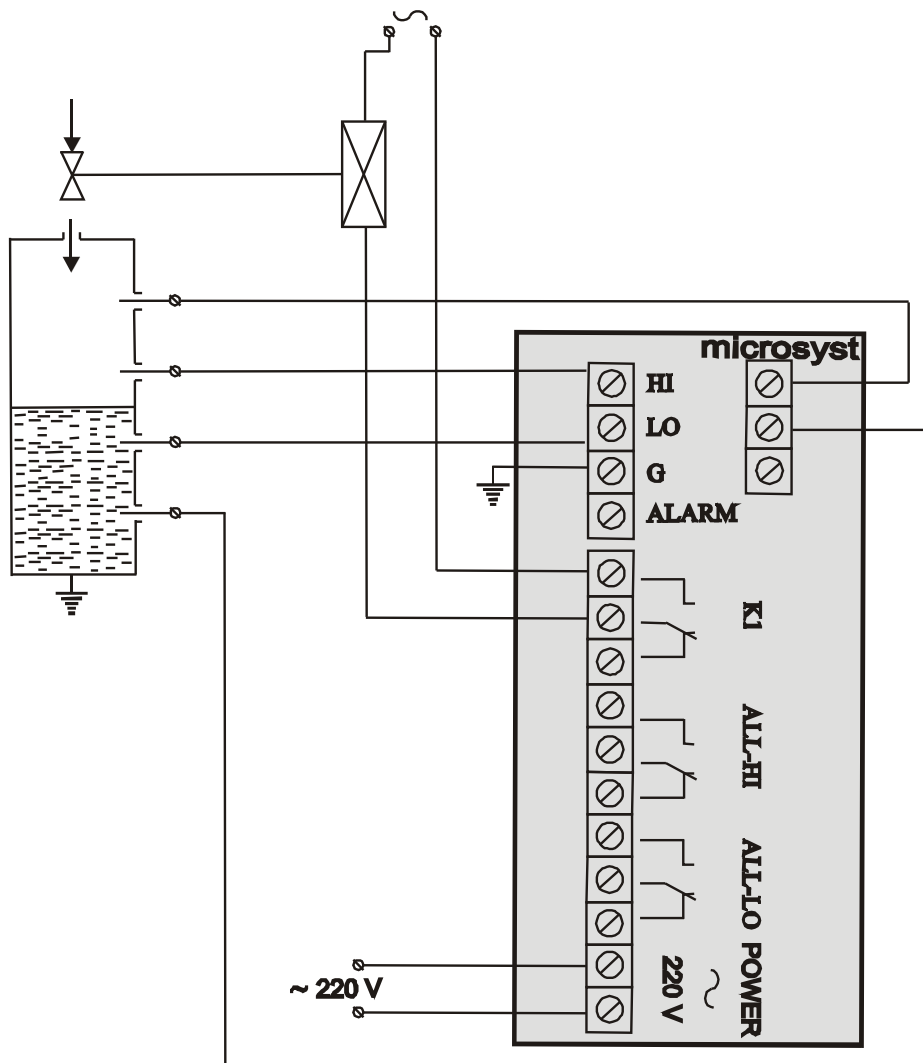 microsyst
HI
LO
G
ALARM
K1
ALL-HI
ALL-LO
POWER
220 V
~
~ 220 V